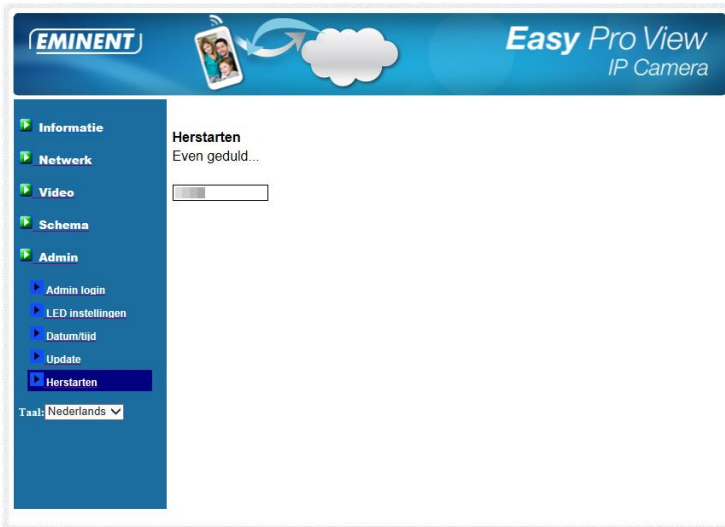 EMINENT
Easy Pro View
IP Camera
Informatie
Netwerk
Video
Schema
Admin
Admin login
LED instellingen
Datum/tijd
Update
Herstarten
Taal: Nederlands
Herstarten
Even geduld...